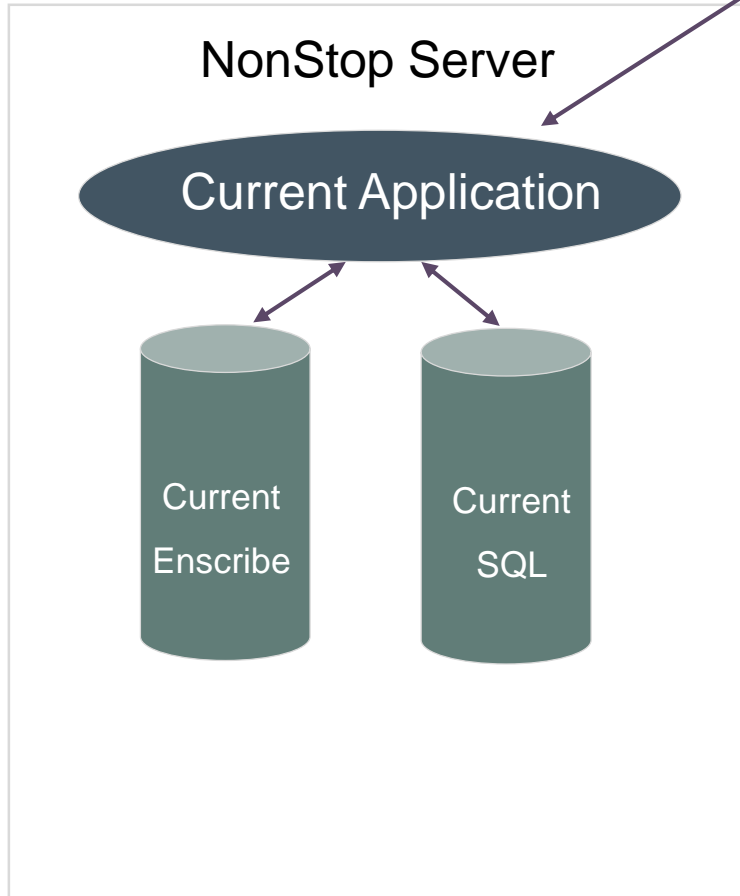 NonStop Server
Current Application
Current
Enscribe
Current
SQL